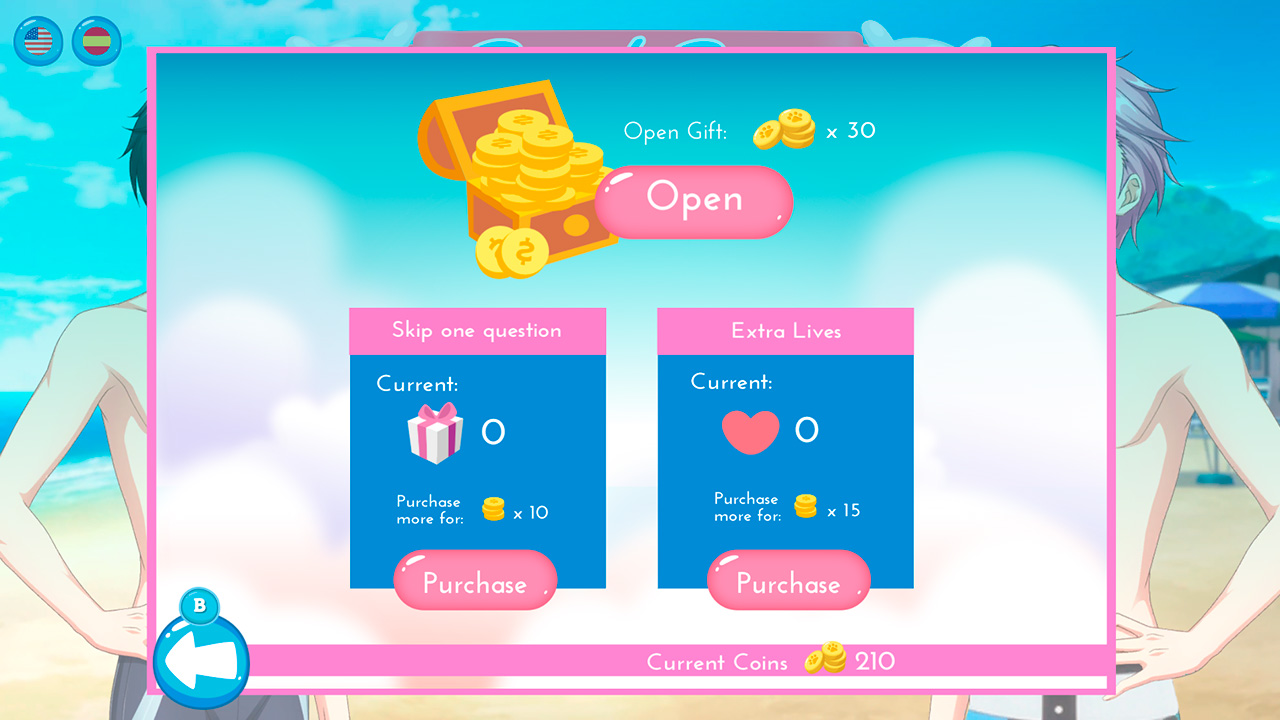 Open Gift: x 30
Open
Skip one question
Current:
0
Purchase
more for: x 10
Purchase
Extra Lives
Current:
0
Purchase
more for: x 15
Purchase
B
Current Coins 210